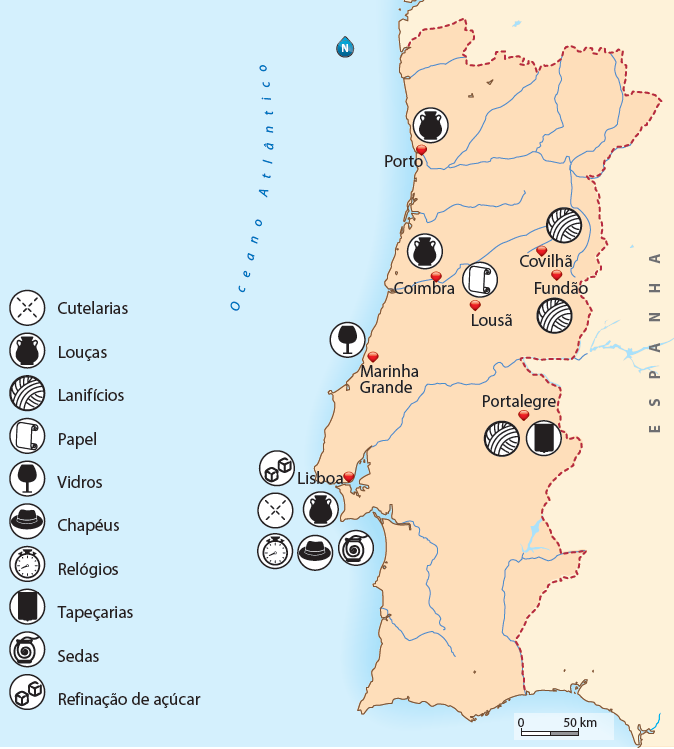 N
Oceano Atlântico
Porto
Covilhã
Coimbra
Fundão
Lousã
ESPANHA
Marinha
Grande
Portalegre
Lisboa
Cutelarias
Louças
Lanifícios
Papel
Vidros
Chapéus
Relógios
Tapeçarias
Sedas
Refinação de açúcar
0 50 km